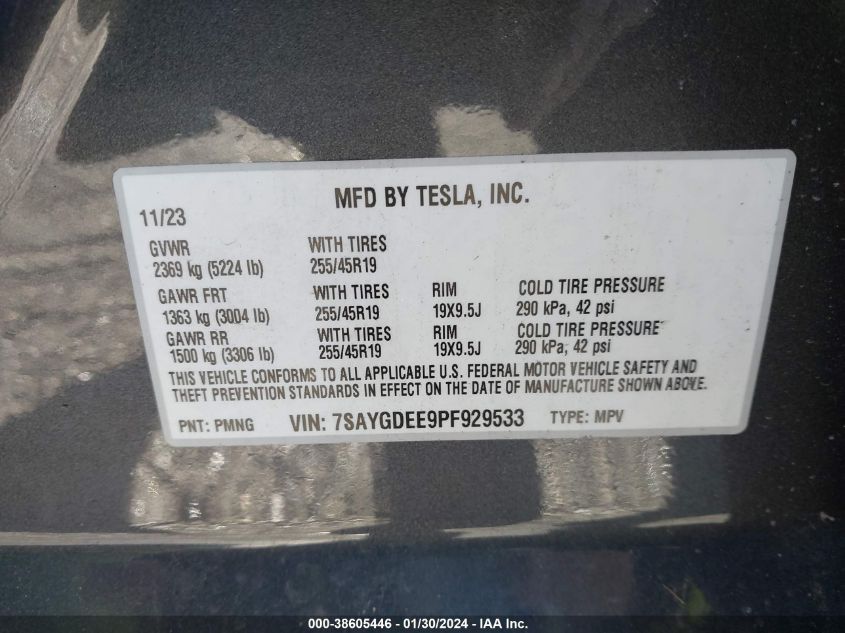 MFD BY TESLA, INC.
11/23
GVWR WITH TIRES
2369 kg (5224 lb) 255/45R19
GAWR FRT WITH TIRES RIM COLD TIRE PRESSURE
1363 kg (3004 lb) 255/45R19 19X9.5J 290 kPa, 42 psi
GAWR RR WITH TIRES RIM COLD TIRE PRESSURE
1500 kg (3306 lb) 255/45R19 19X9.5J 290 kPa, 42 psi
THIS VEHICLE CONFORMS TO ALL APPLICABLE U.S. FEDERAL MOTOR VEHICLE SAFETY AND
THEFT PREVENTION STANDARDS IN EFFECT ON THE DATE OF MANUFACTURE SHOWN ABOVE.
PNT: PMNG VIN: 7SAYGDEE9PF929533 TYPE: MPV
000-38605446 - 01/30/2024 - IAA Inc.